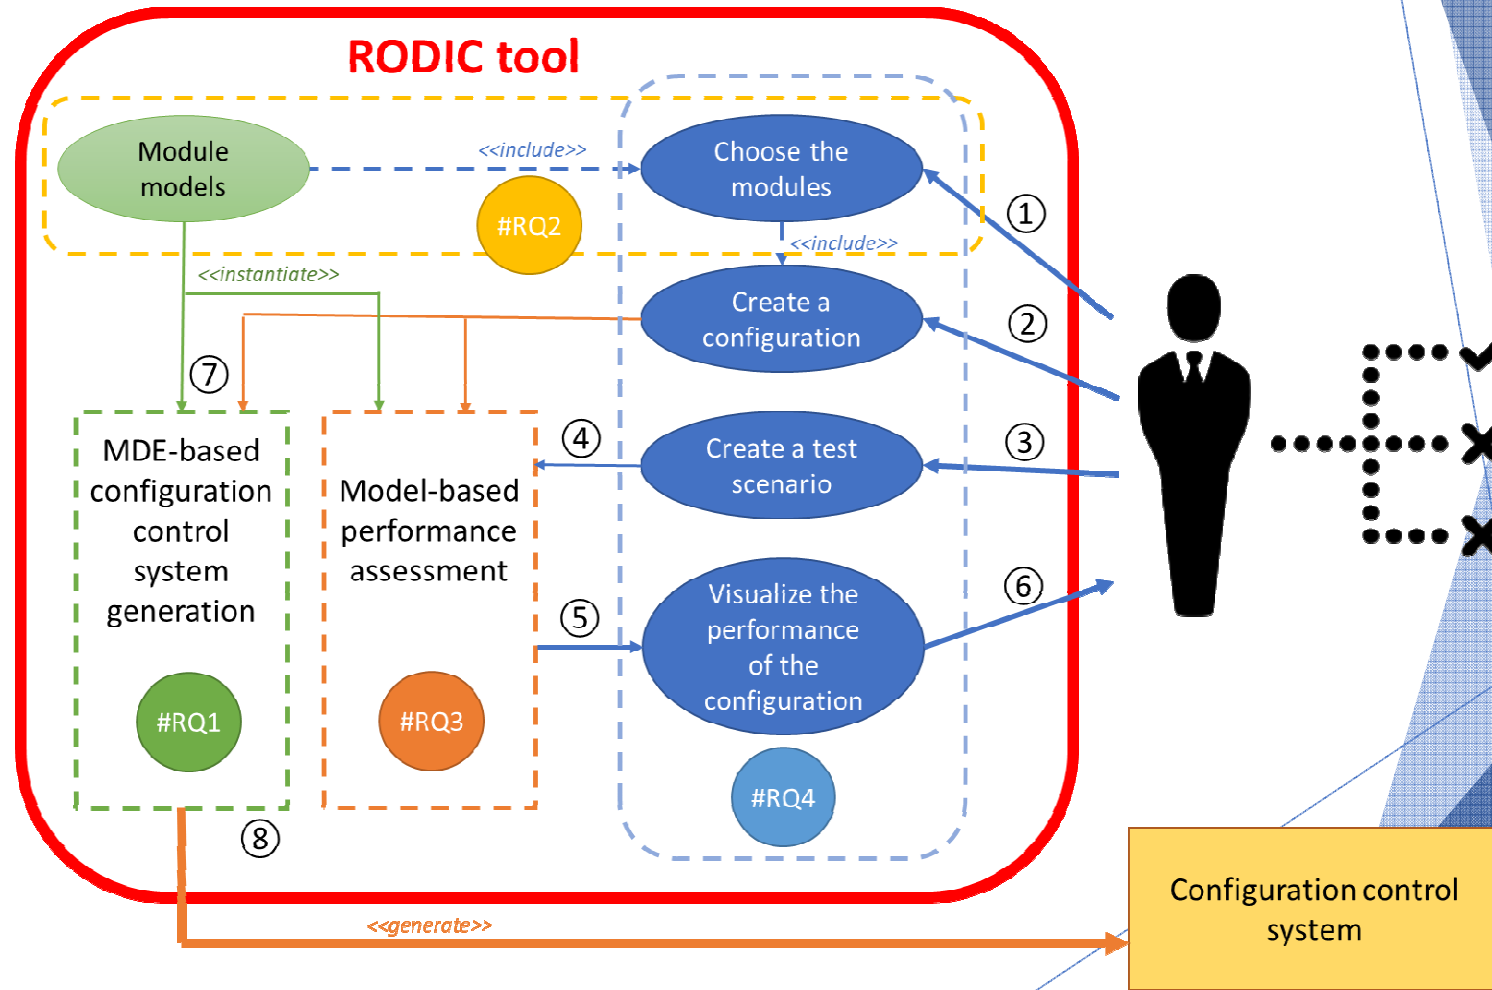 RODIC tool
Module
models
<<include>>
Choose the
modules
#RQ2
1
<<include>>
<<instantiate>>
Create a
configuration
2
7
MDE-based
configuration
control
system
generation
Model-based
performance
assessment
4
Create a test
scenario
3
5
Visualize the
performance
of the
configuration
6
#RQ1
#RQ3
#RQ4
8
<<generate>>
Configuration control
system